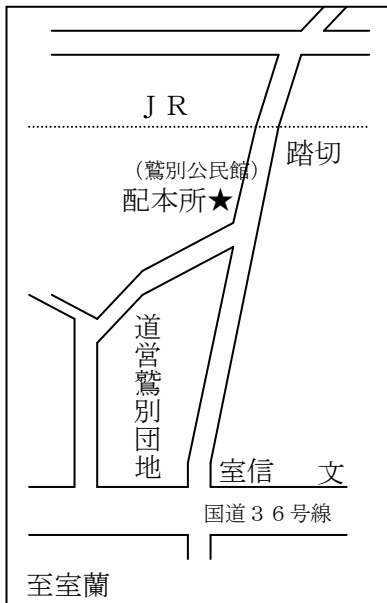 JR
踏切
(鷲別公民館)
配本所★
道営鷲別団地
室信 文
国道36号線
至室蘭